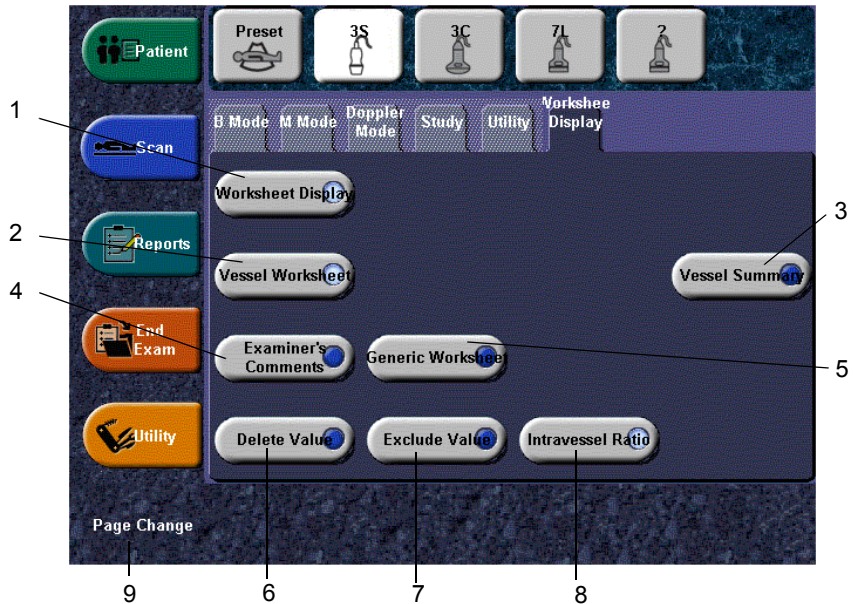 Patient
Preset
3S
3C
7L
?
1
B Mode
M Mode
Doppler
Mode
Study
Utility
Workshee
Display
Scan
Worksheet Display
2
Reports
Vessel Worksheet
3
Vessel Summary
4
End
Exam
Examiner's
Comments
Generic Worksheet
5
Utility
Delete Value
Exclude Value
Intravessel Ratio
Page Change
9
6
7
8